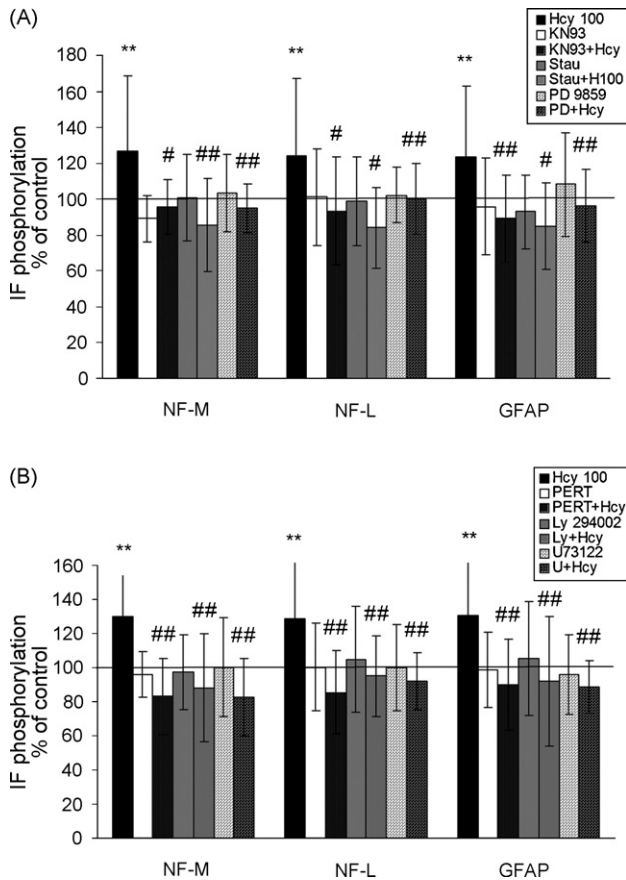 (A)
Hcy 100
KN93
KN93+Hcy
Stau
Stau+H100
PD 9859
PD+Hcy
IF phosphorylation
% of control
180
160
140
120
100
80
60
40
20
0
** # ## ## ** # # ## ** ## # ##
NF-M NF-L GFAP
(B)
Hcy 100
PERT
PERT+Hcy
Ly 294002
Ly+Hcy
U73122
U+Hcy
IF phosphorylation
% of control
160
140
120
100
80
60
40
20
0
** ## ## ## ** ## ## ## ** ## ## ##
NF-M NF-L GFAP